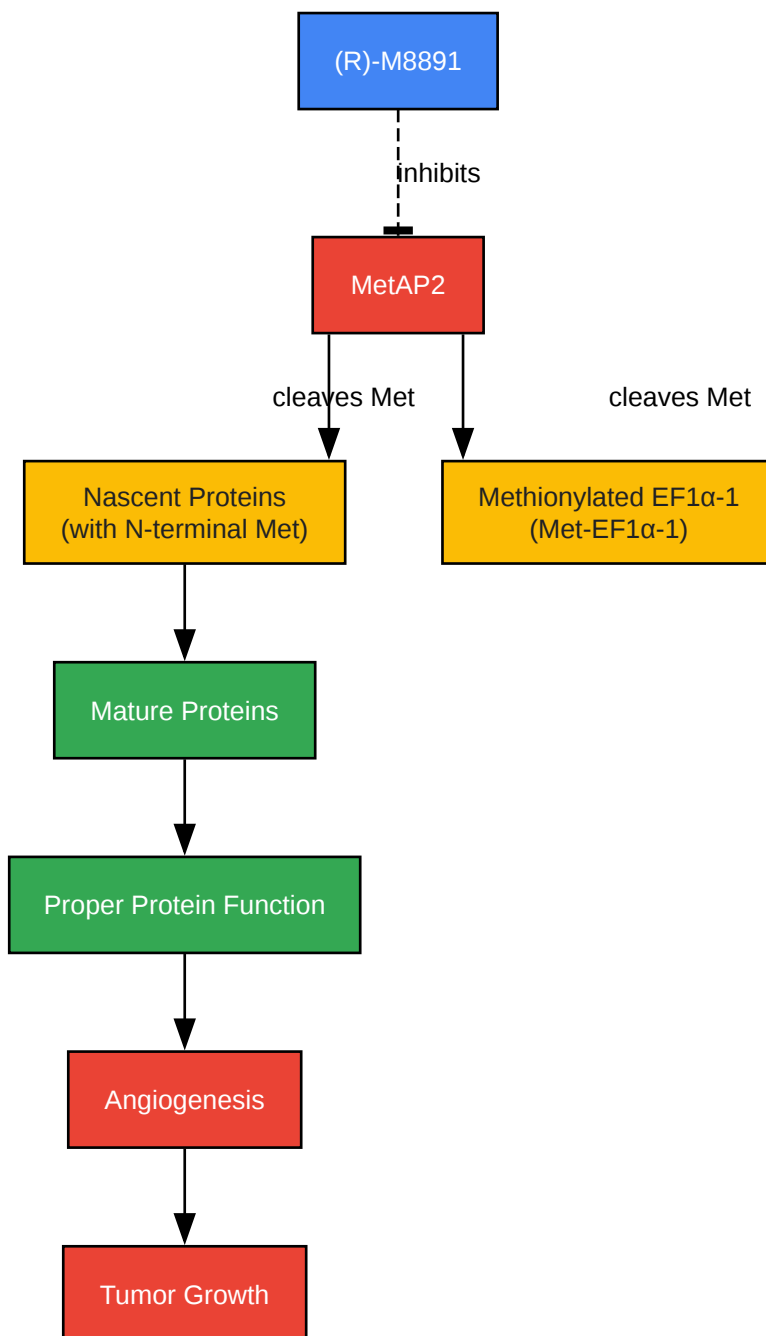 (R)-M8891
inhibits
MetAP2
cleaves Met
cleaves Met
Nascent Proteins
(with N-terminal Met)
Methionylated EF1α-1
(Met-EF1α-1)
Mature Proteins
Proper Protein Function
Angiogenesis
Tumor Growth